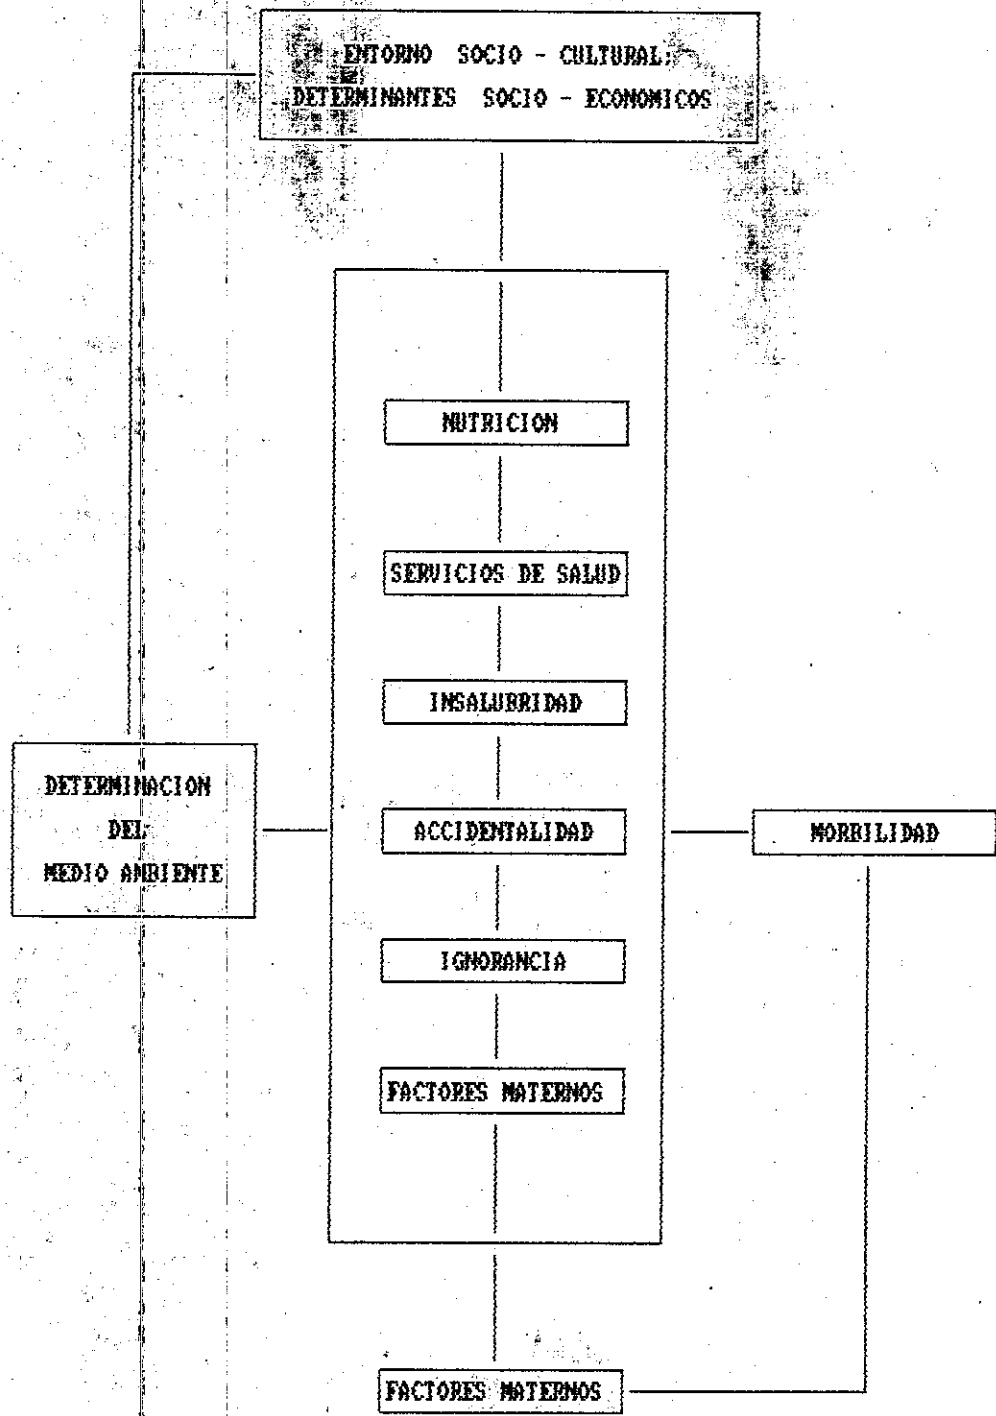 ENTORNO SOCIO - CULTURAL:
DETERMINANTES SOCIO - ECONOMICOS
NUTRICION
SERVICIOS DE SALUD
INSALUBRIDAD
DETERMINACION
DEL
MEDIO AMBIENTE
ACCIDENTALIDAD
MORBILIDAD
IGNORANCIA
FACTORES MATERNOS
FACTORES MATERNOS